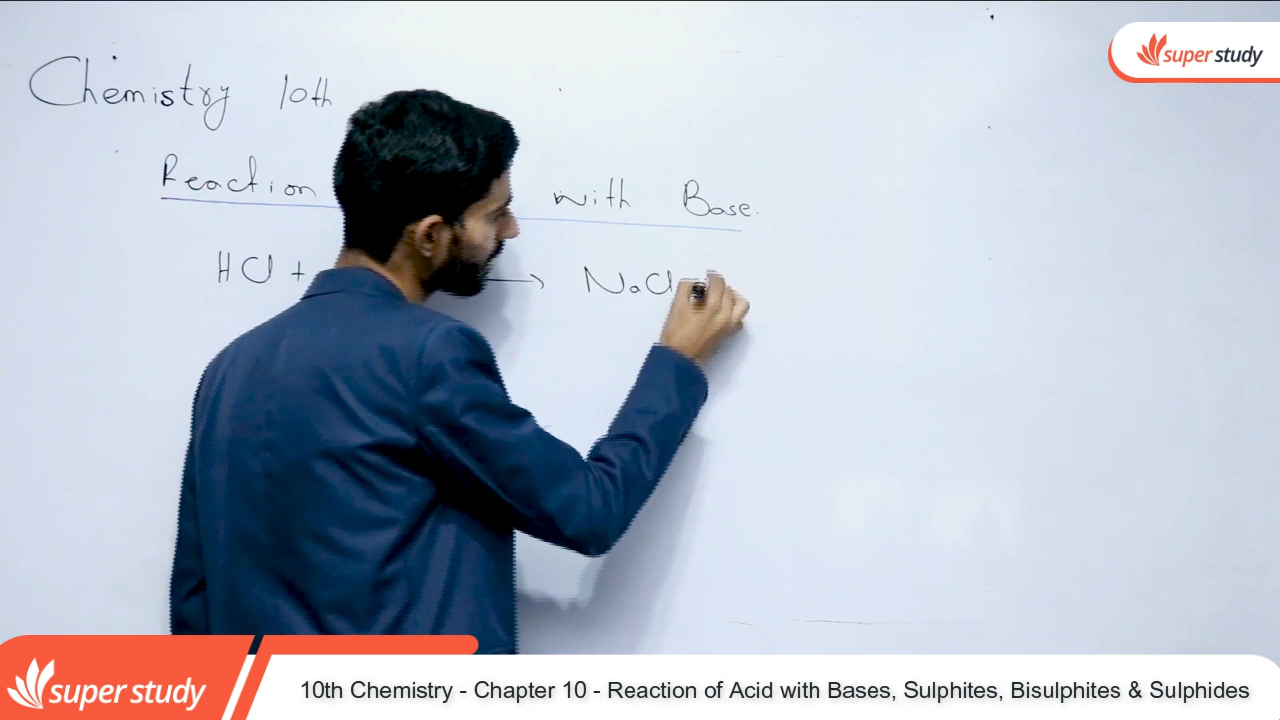 super study
Chemistry 10th
Reaction with Base.
HCl + → NaCl
super study
10th Chemistry - Chapter 10 - Reaction of Acid with Bases, Sulphites, Bisulphites & Sulphides